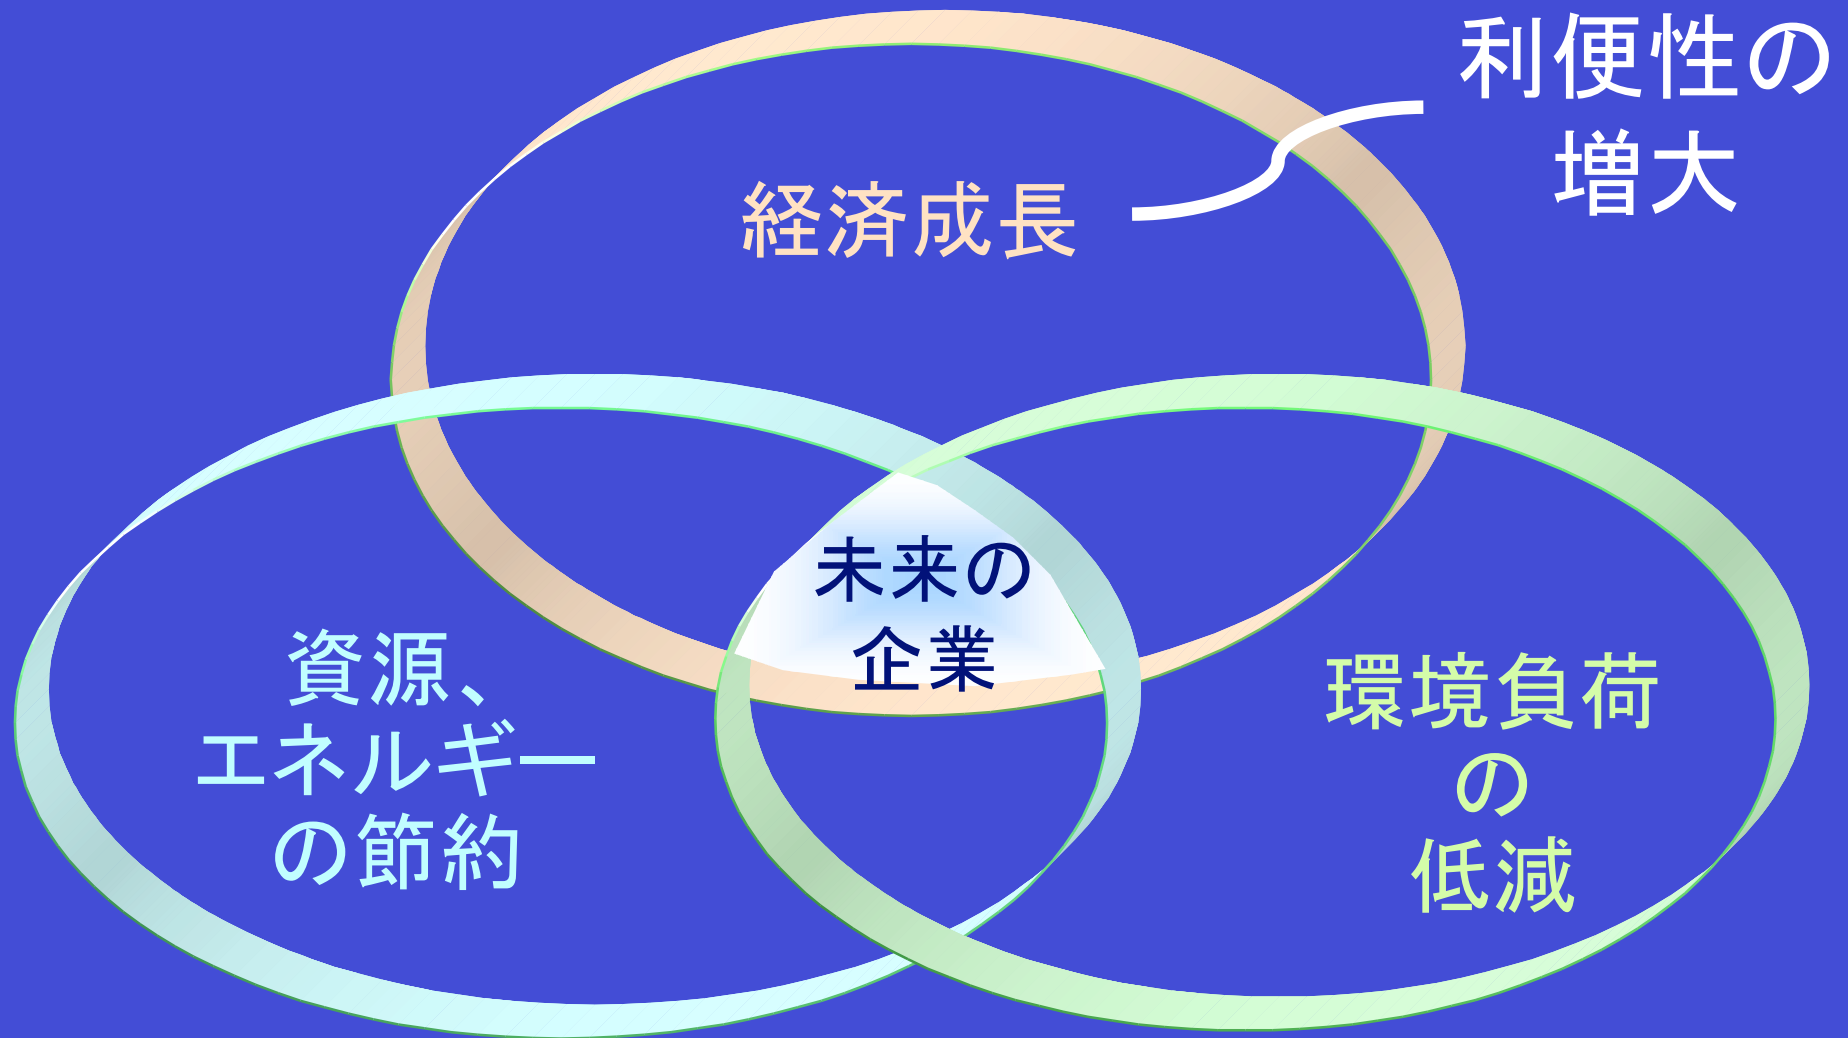 利便性の
増大
経済成長
未来の
企業
資源、
エネルギー
の節約
環境負荷
の
低減